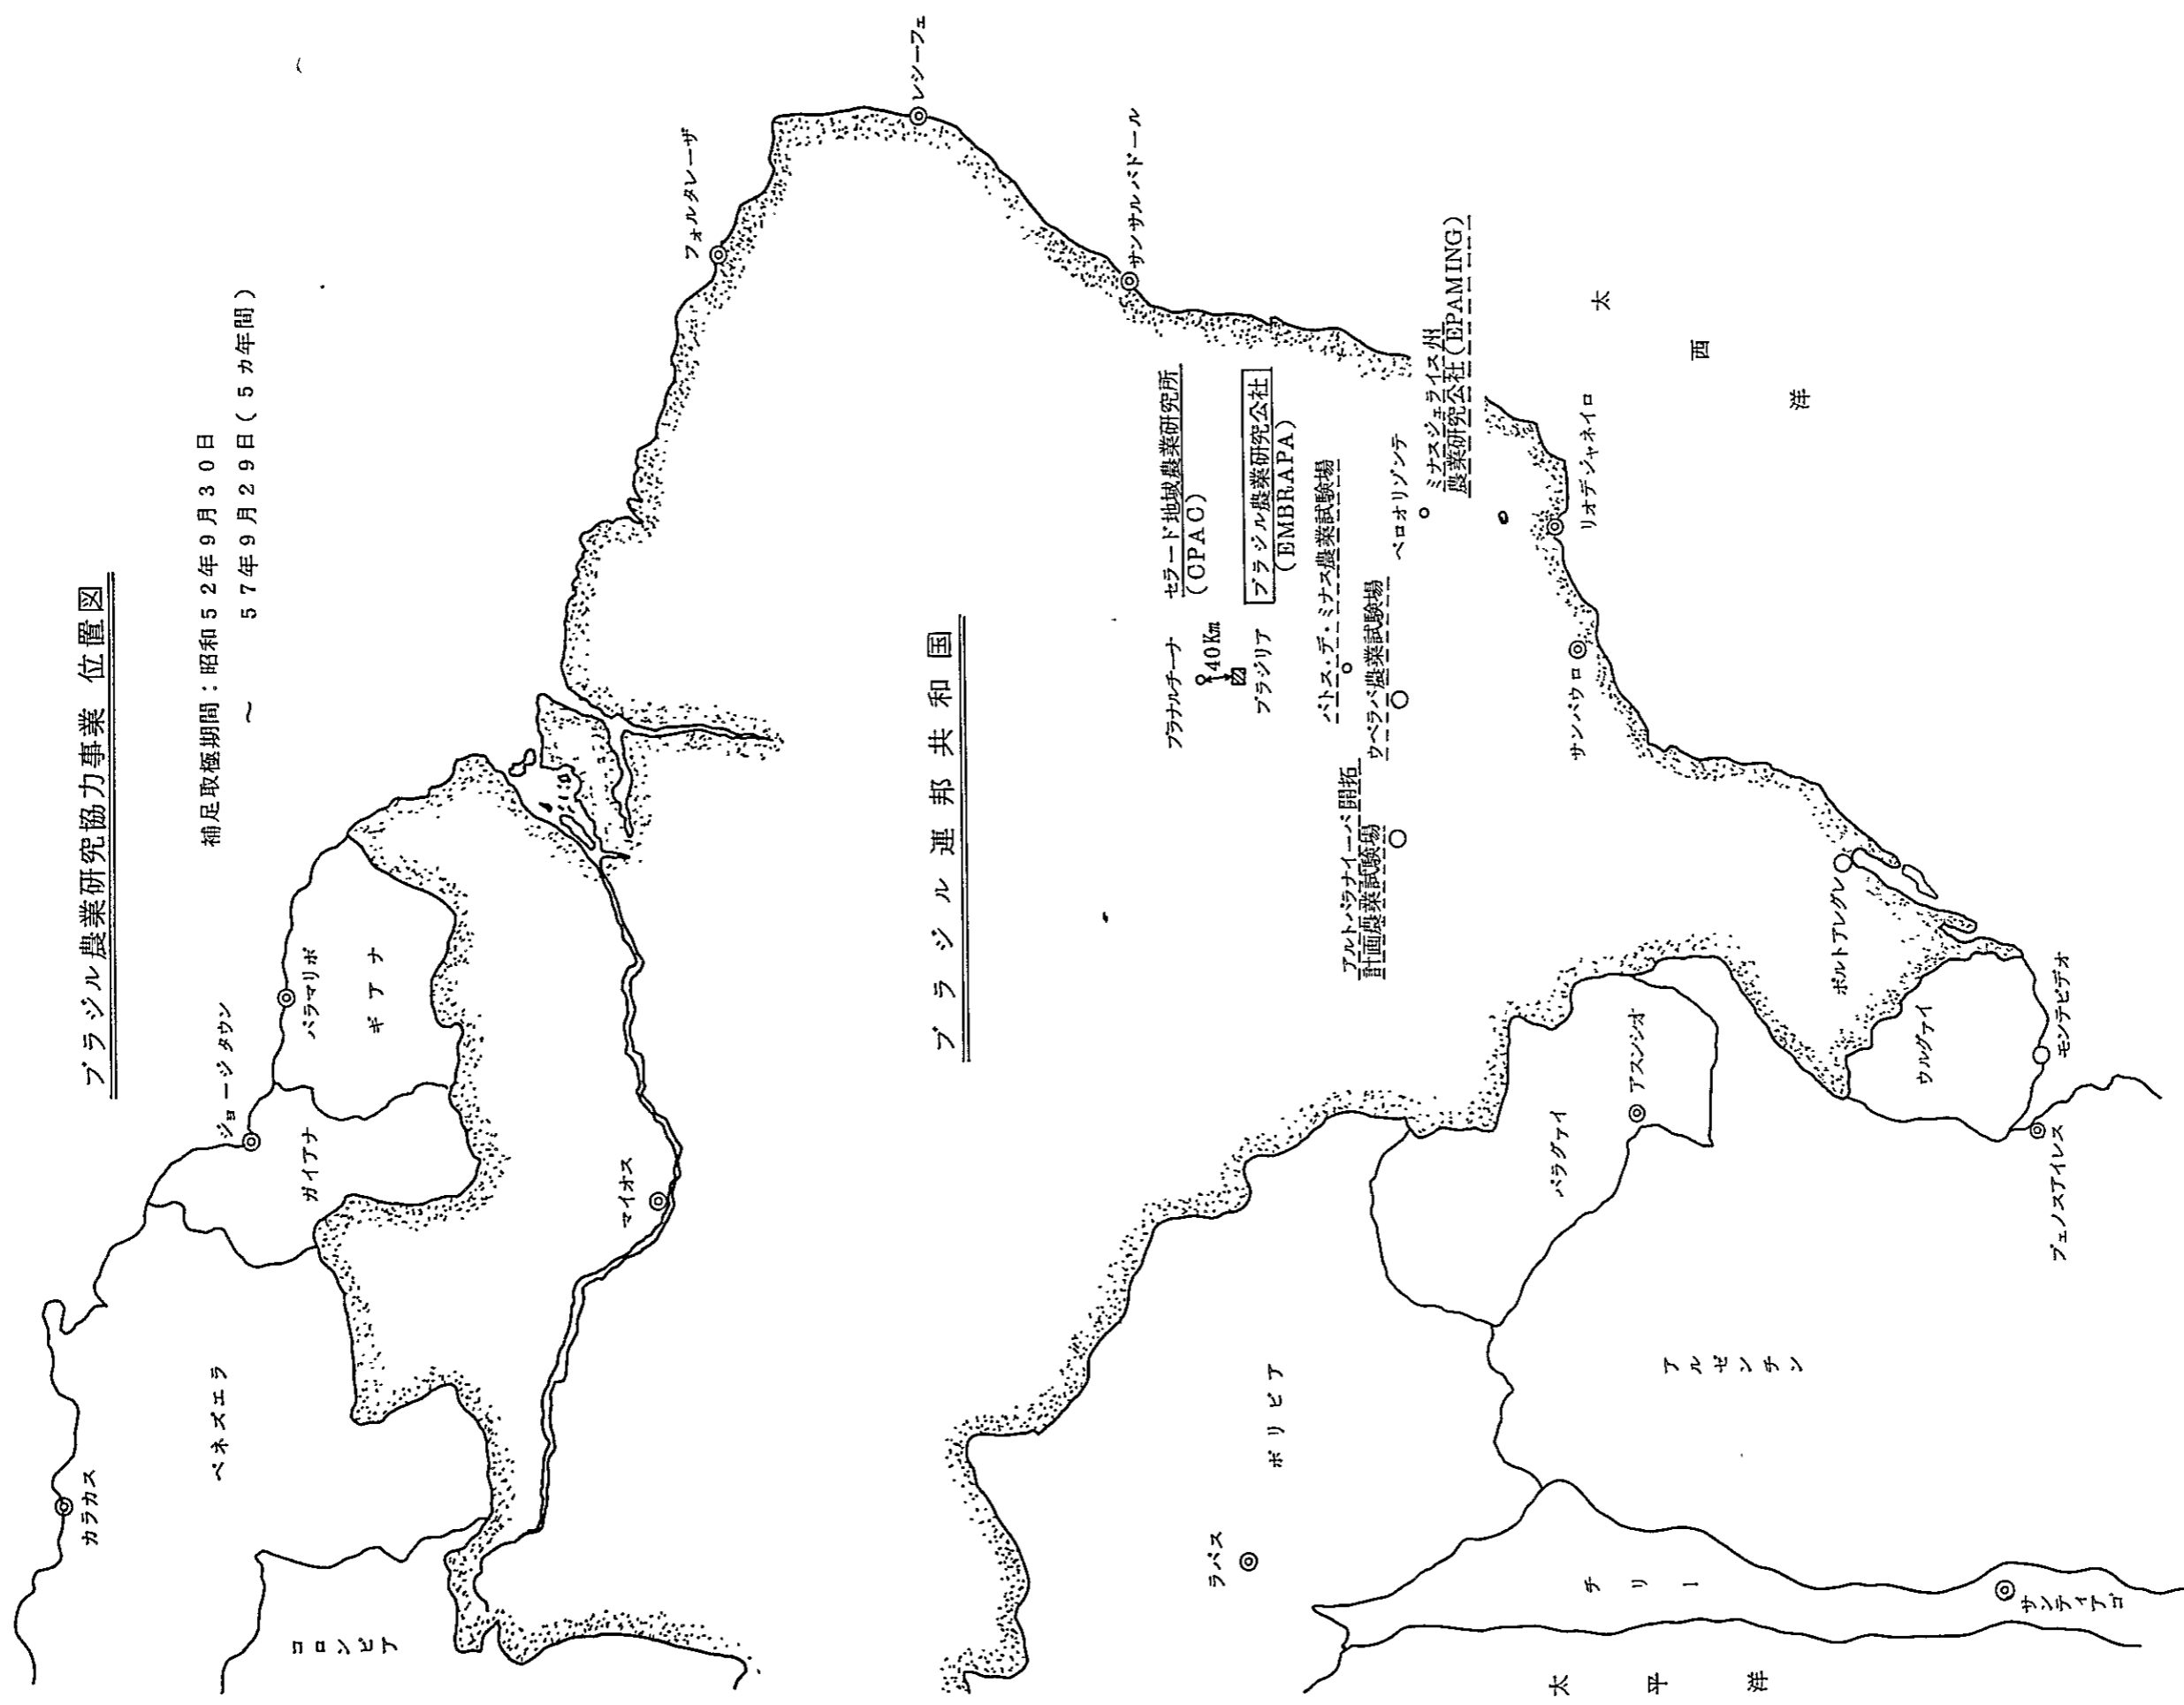 ブラジル農業研究協力事業 位置図
補足取極期間:昭和52年9月30日
～ 57年9月29日(5カ年間)
カラカス
ベネズエラ
コロンビア
ジョージタウン
ガイアナ
パラマリボ
ギアナ
マイオス
フォルタレーザ
レシーフェ
サンサルバドール
ブラジル連邦共和国
プラナルチーナ
40Km
ブラジリア
セラード地域農業研究所
(CPAC)
ブラジル農業研究公社
(EMBRAPA)
パトス・デ・ミナス農業試験場
ウベラバ農業試験場
アルトパラナイーバ開拓
計画農業試験場
ベロオリゾンテ
ミナスジェライス州
農業研究公社(EPAMING)
リオデジャネイロ
サンパウロ
ポルトアレグレ
大西洋
ラパス
ボリビア
パラグァイ
アスンシオ
ウルグァイ
モンテビデオ
ブェノスアイレス
アルゼンチン
チリー
サンティアゴ
太平洋